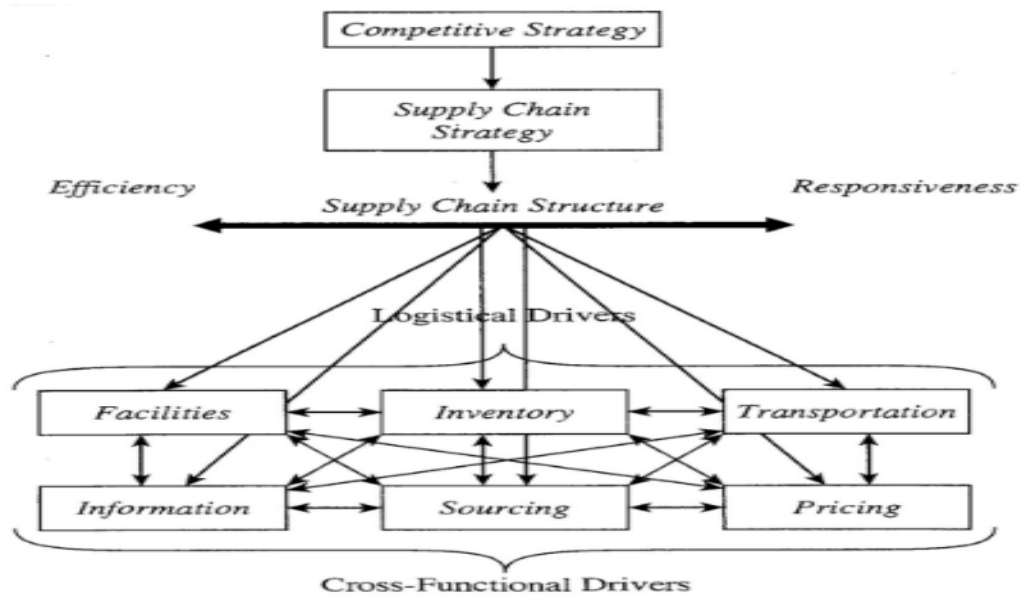 Competitive Strategy
Supply Chain
Strategy
Efficiency
Responsiveness
Supply Chain Structure
Logistical Drivers
Facilities
Inventory
Transportation
Information
Sourcing
Pricing
Cross-Functional Drivers